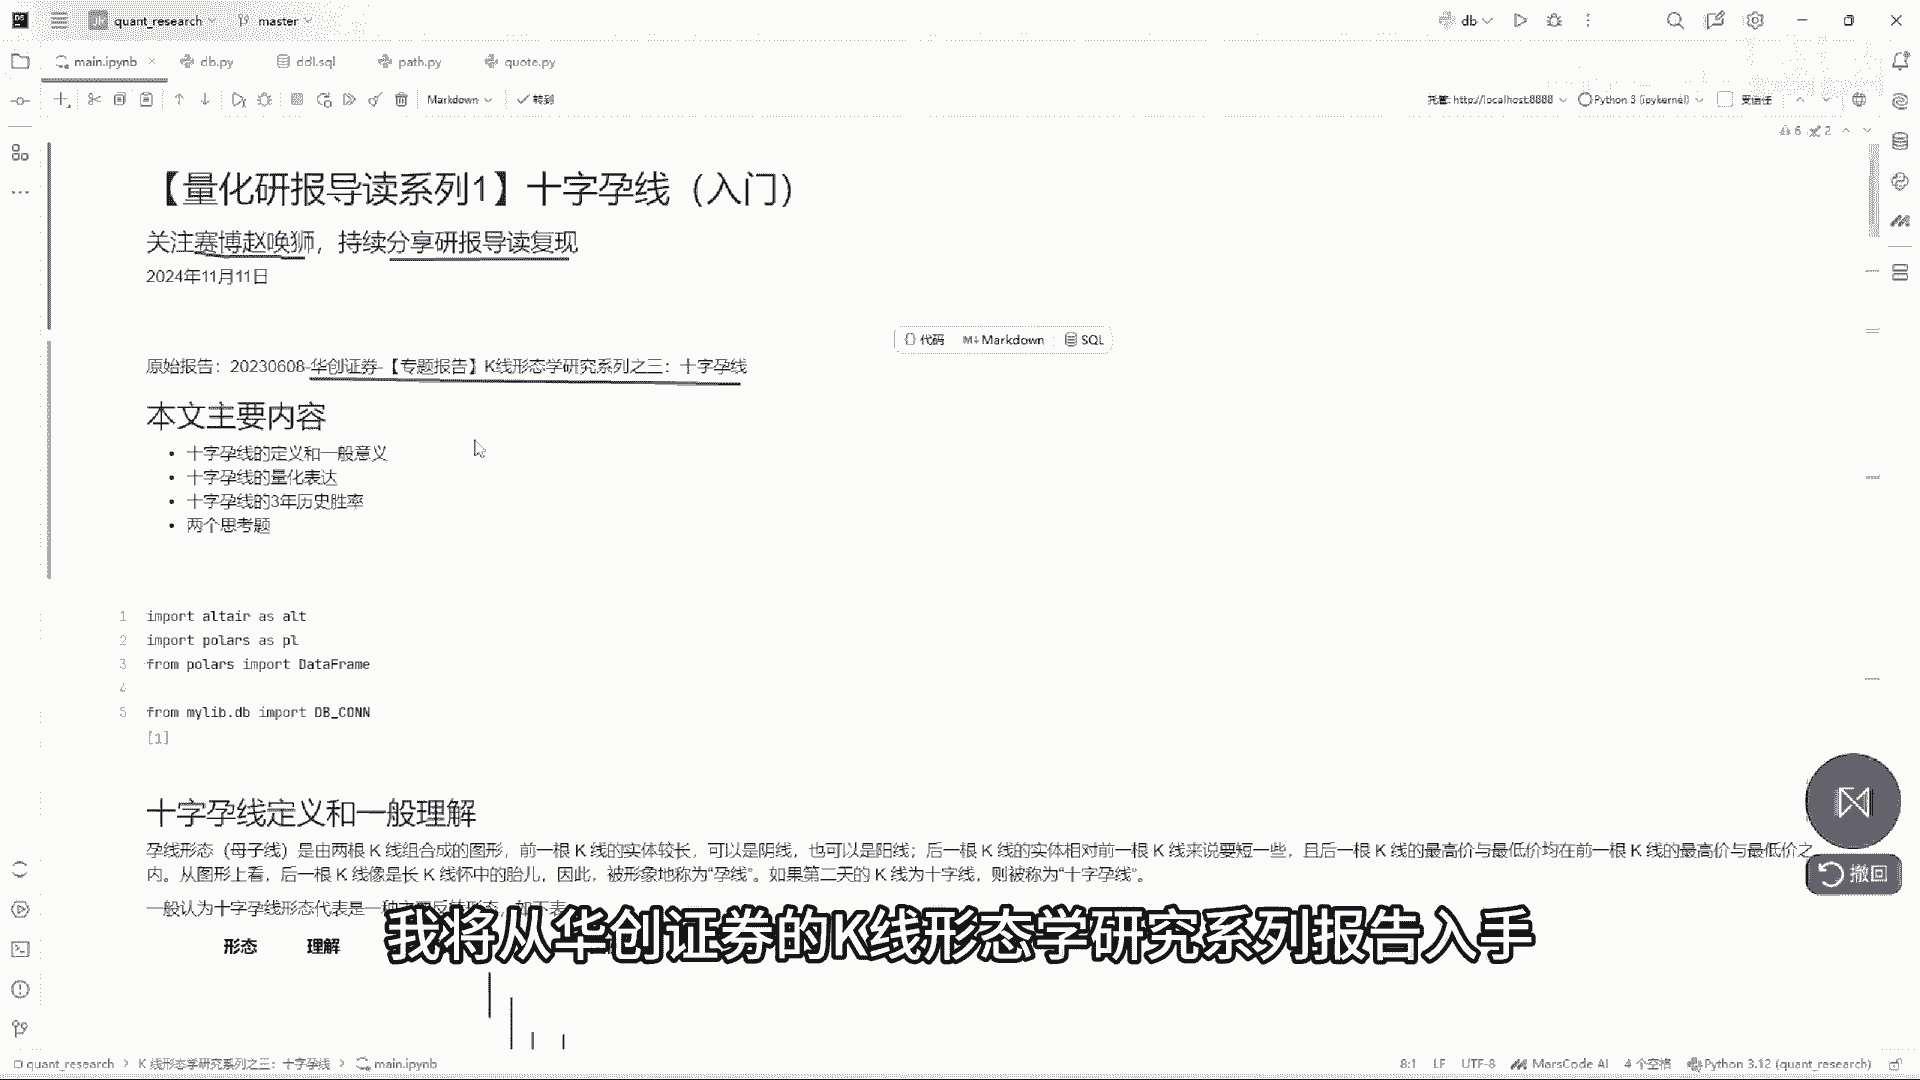 quant_research master db
main.ipynb db.py ddl.sql path.py quote.py
Markdown 转到 托管: http://localhost:8888 Python 3 (ipykernel) 受信任
6 2
【量化研报导读系列1】十字孕线（入门）
关注赛博赵唤狮，持续分享研报导读复现
2024年11月11日
代码 Markdown SQL
原始报告：20230608-华创证券-【专题报告】K线形态学研究系列之三：十字孕线
本文主要内容
• 十字孕线的定义和一般意义
• 十字孕线的量化表达
• 十字孕线的3年历史胜率
• 两个思考题
1 import altair as alt
2 import polars as pl
3 from polars import DataFrame
4
5 from mylib.db import DB_CONN
[1]
十字孕线定义和一般理解
孕线形态（母子线）是由两根 K 线组合成的图形，前一根 K 线的实体较长，可以是阴线，也可以是阳线；后一根 K 线的实体相对前一根 K 线来说要短一些，且后一根 K 线的最高价与最低价均在前一根 K 线的最高价与最低价之
内。从图形上看，后一根 K 线像是长 K 线怀中的胎儿，因此，被形象地称为“孕线”。如果第二天的 K 线为十字线，则被称为“十字孕线”。
撤回
一般认为十字孕线形态代表是一种
形态 理解
我将从华创证券的K线形态学研究系列报告入手
quant_research > K 线形态学研究系列之三：十字孕线 > main.ipynb 8:1 LF UTF-8 MarsCode AI 4 个空格 Python 3.12 (quant_research)